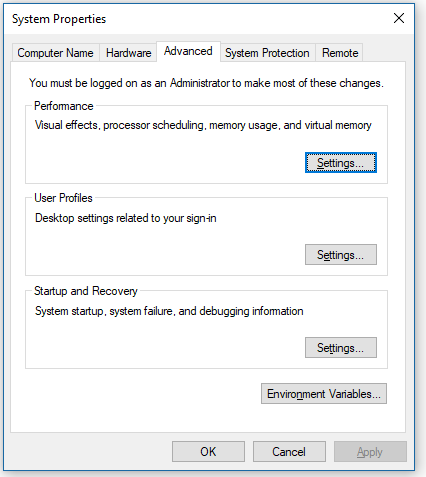 System Properties
Computer Name Hardware Advanced System Protection Remote
You must be logged on as an Administrator to make most of these changes.
Performance
Visual effects, processor scheduling, memory usage, and virtual memory
Settings...
User Profiles
Desktop settings related to your sign-in
Settings...
Startup and Recovery
System startup, system failure, and debugging information
Settings...
Environment Variables...
OK Cancel Apply